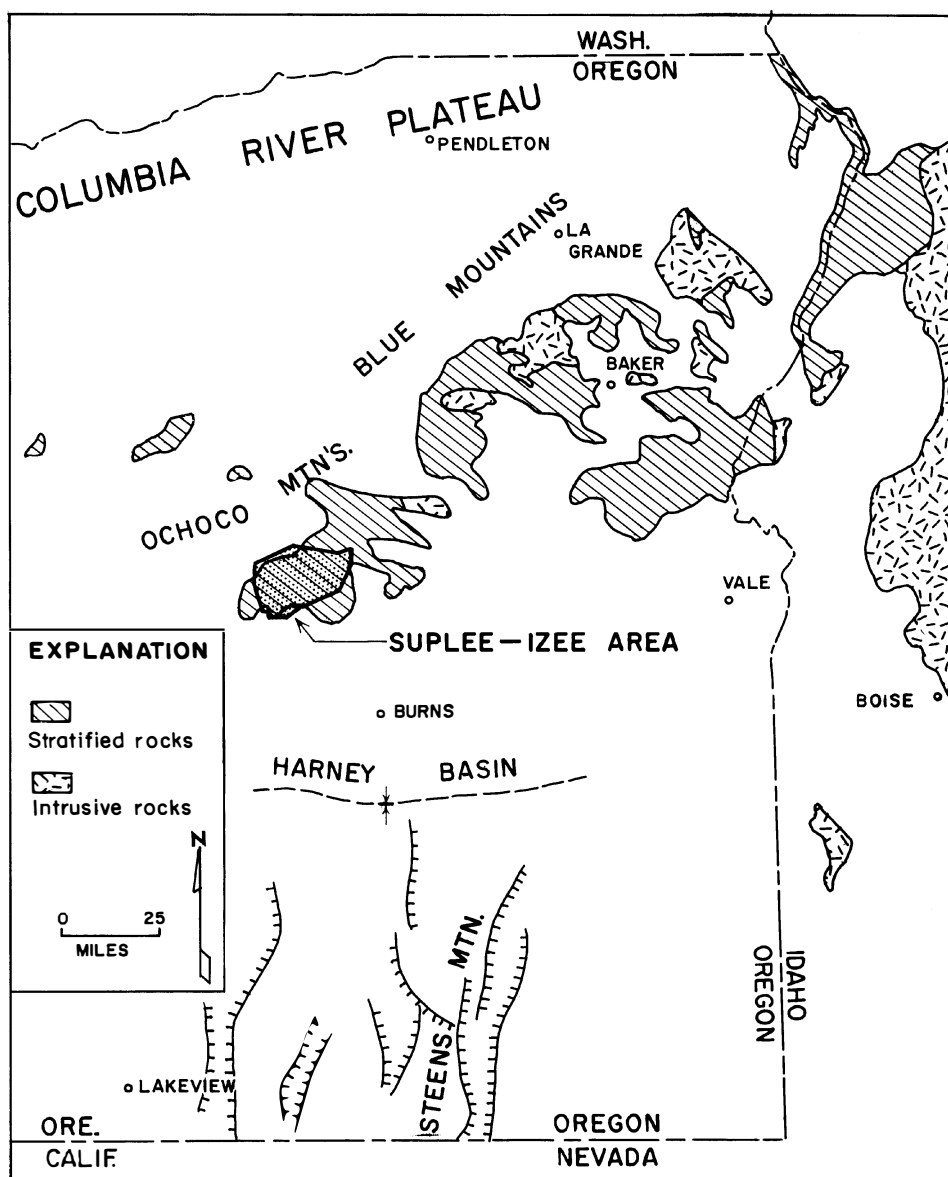 WASH.
OREGON
COLUMBIA RIVER PLATEAU
PENDLETON
BLUE MOUNTAINS
LA
GRANDE
BAKER
OCHOCO MTN'S.
VALE
SUPLEE—IZEE AREA
EXPLANATION
Stratified rocks
Intrusive rocks
N
0 25
MILES
BOISE
BURNS
HARNEY BASIN
STEENS MTN.
IDAHO
OREGON
LAKEVIEW
ORE.
CALIF.
OREGON
NEVADA